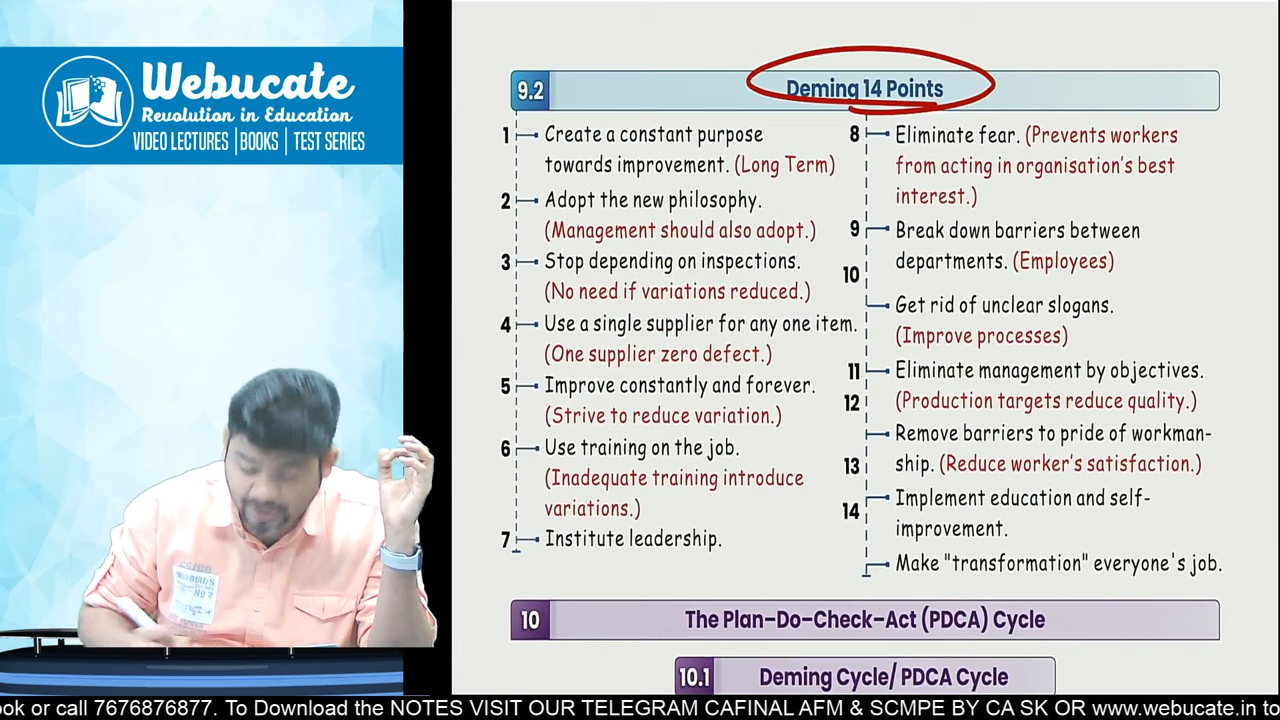 Webucate
Revolution in Education
VIDEO LECTURES | BOOKS | TEST SERIES
9.2
Deming 14 Points
1 Create a constant purpose
towards improvement. (Long Term)
2 Adopt the new philosophy.
(Management should also adopt.)
3 Stop depending on inspections.
(No need if variations reduced.)
4 Use a single supplier for any one item.
(One supplier zero defect.)
5 Improve constantly and forever.
(Strive to reduce variation.)
6 Use training on the job.
(Inadequate training introduce
variations.)
7 Institute leadership.
8 Eliminate fear. (Prevents workers
from acting in organisation's best
interest.)
9 Break down barriers between
departments. (Employees)
10
Get rid of unclear slogans.
(Improve processes)
11 Eliminate management by objectives.
12 (Production targets reduce quality.)
Remove barriers to pride of workman-
13 ship. (Reduce worker's satisfaction.)
Implement education and self-
14 improvement.
Make "transformation" everyone's job.
10 The Plan-Do-Check-Act (PDCA) Cycle
10.1 Deming Cycle/ PDCA Cycle
ook or call 7676876877. To Download the NOTES VISIT OUR TELEGRAM CAFINAL AFM & SCMPE BY CA SK OR www.webucate.in to